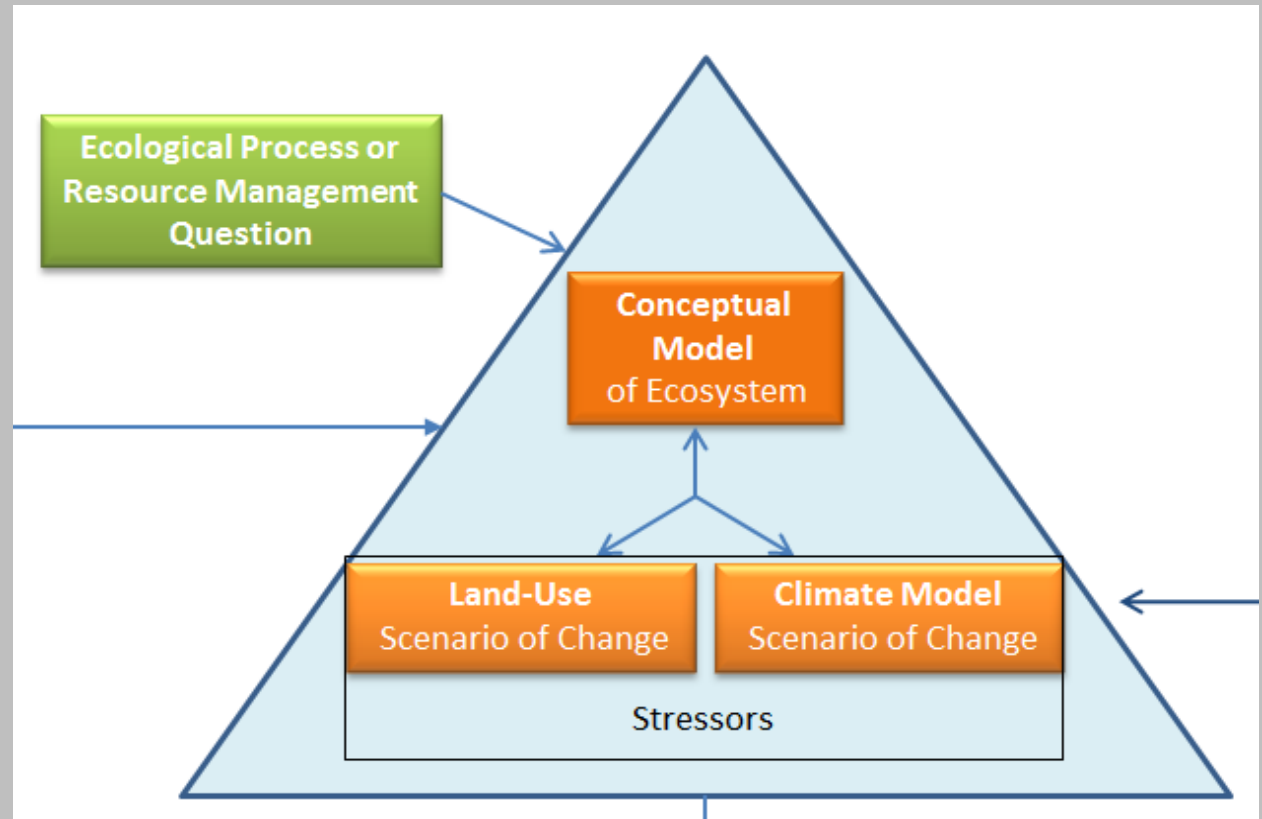 Ecological Process or
Resource Management
Question
Conceptual
Model
of Ecosystem
Land-Use
Scenario of Change
Climate Model
Scenario of Change
Stressors